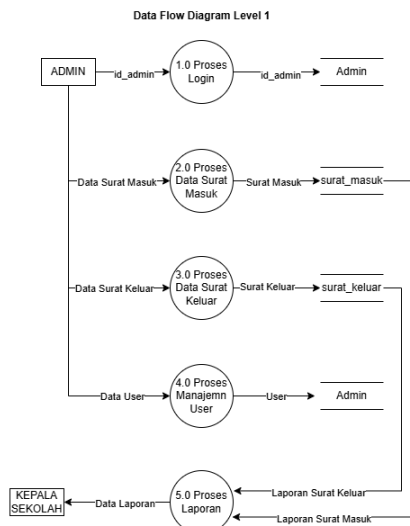 Data Flow Diagram Level 1
ADMIN
id_admin
1.0 Proses
Login
id_admin
Admin
Data Surat Masuk
2.0 Proses
Data Surat
Masuk
Surat Masuk
surat_masuk
Data Surat Keluar
3.0 Proses
Data Surat
Keluar
Surat Keluar
surat_keluar
Data User
4.0 Proses
Manajemn
User
User
Admin
KEPALA
SEKOLAH
Data Laporan
5.0 Proses
Laporan
Laporan Surat Keluar
Laporan Surat Masuk